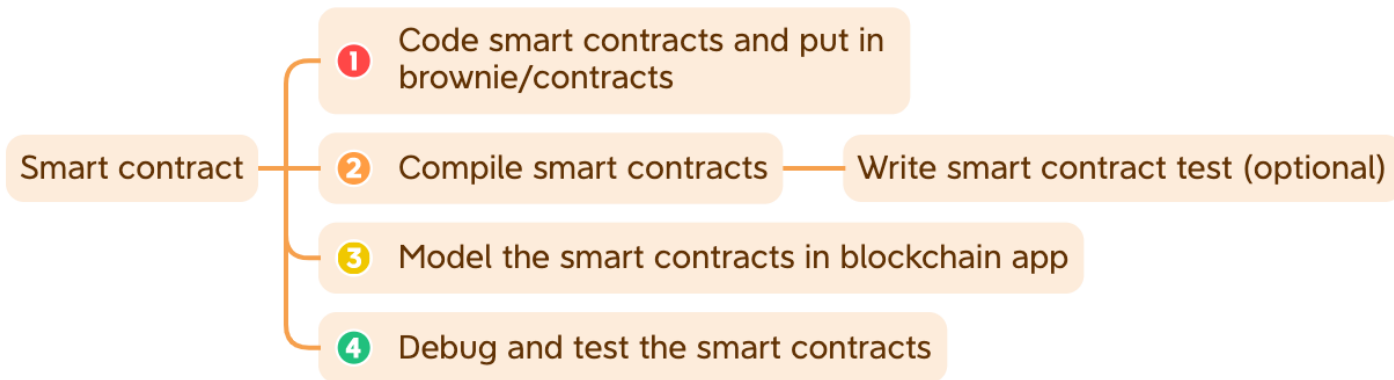 Smart contract
1 Code smart contracts and put in
brownie/contracts
2 Compile smart contracts
Write smart contract test (optional)
3 Model the smart contracts in blockchain app
4 Debug and test the smart contracts